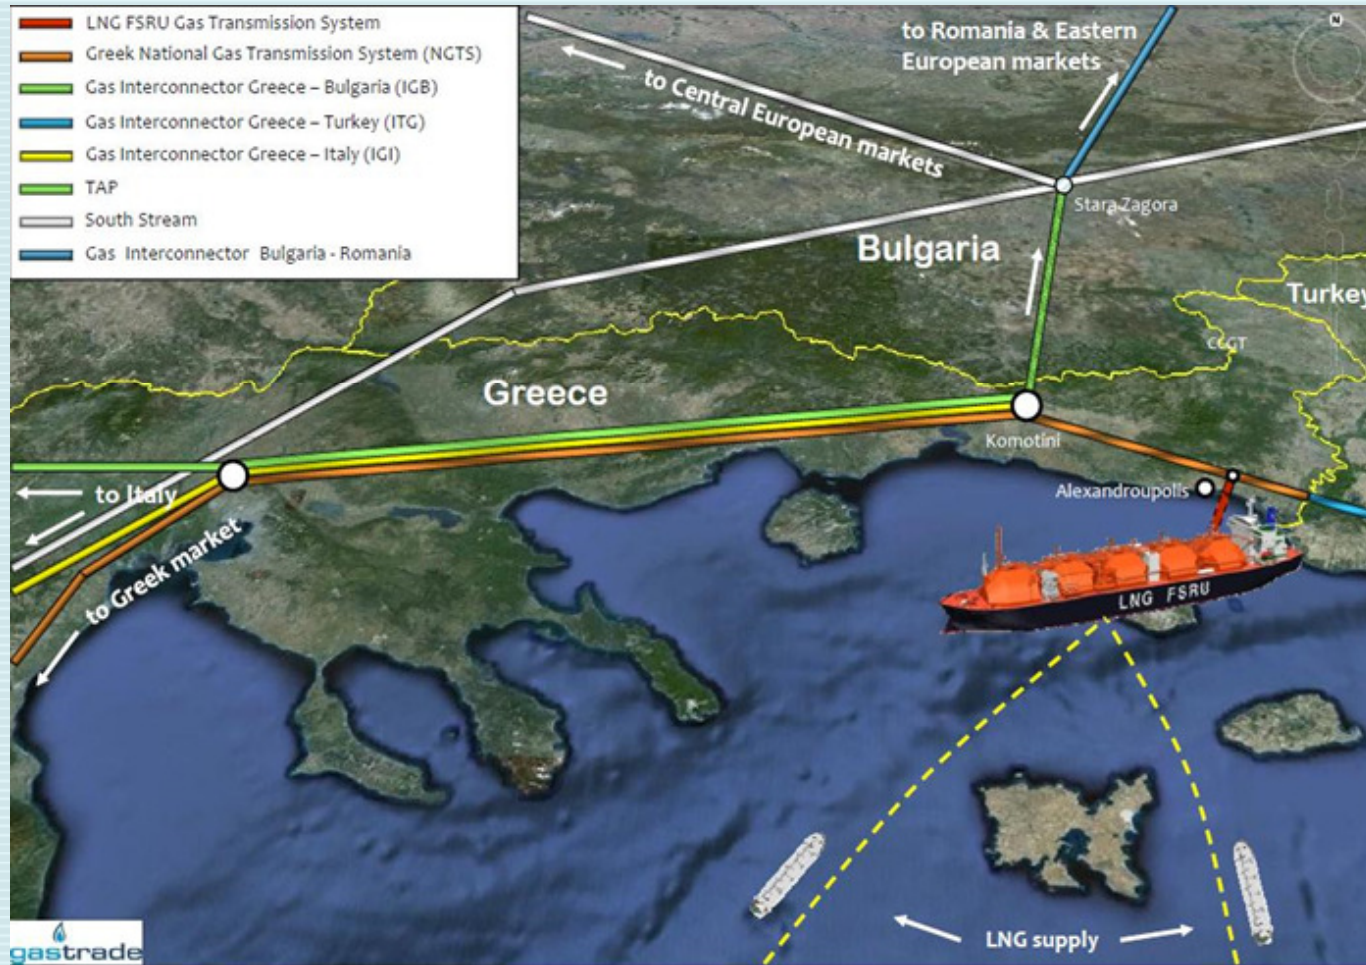 LNG FSRU Gas Transmission System
Greek National Gas Transmission System (NGTS)
Gas Interconnector Greece – Bulgaria (IGB)
Gas Interconnector Greece – Turkey (ITG)
Gas Interconnector Greece – Italy (IGI)
TAP
South Stream
Gas Interconnector Bulgaria - Romania
to Romania & Eastern
European markets
to Central European markets
N
Stara Zagora
Bulgaria
Turkey
CCGT
Greece
Komotini
Alexandroupolis
to Italy
to Greek market
LNG FSRU
LNG supply
gastrade